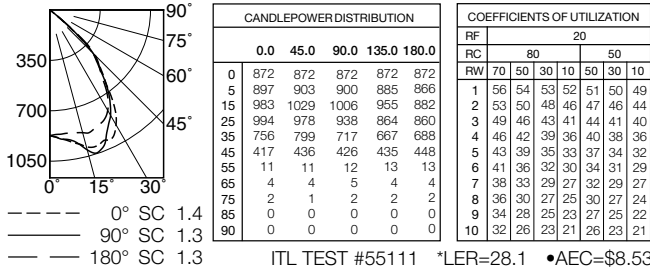 90°
75°
60°
45°
350
700
1050
0° 15° 30°
0° SC 1.4
90° SC 1.3
180° SC 1.3
CANDLEPOWER DISTRIBUTION
0.0 45.0 90.0 135.0 180.0
0 872 872 872 872 872
5 897 903 900 885 866
15 983 1029 1006 955 882
25 994 978 938 864 860
35 756 799 717 667 688
45 417 436 426 435 448
55 11 11 12 13 13
65 4 4 5 4 4
75 2 1 2 2 2
85 0 0 0 0 0
90 0 0 0 0 0
COEFFICIENTS OF UTILIZATION
RF 20
RC 80 50
RW 70 50 30 10 50 30 10
1 56 54 53 52 51 50 49
2 53 50 48 46 47 46 44
3 49 46 43 41 44 41 40
4 46 42 39 36 40 38 36
5 43 39 35 33 37 34 32
6 41 36 32 30 34 31 29
7 38 33 29 27 32 29 27
8 36 30 27 25 30 27 24
9 34 28 25 23 27 25 22
10 32 26 23 21 26 23 21
ITL TEST #55111 *LER=28.1 •AEC=$8.53